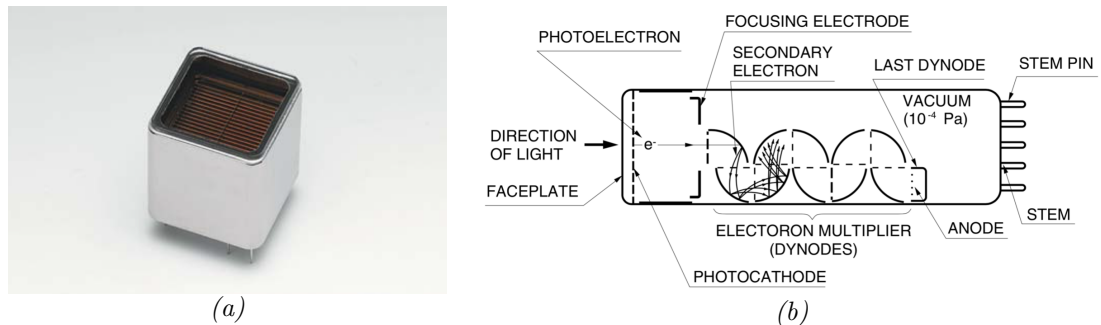 FOCUSING ELECTRODE
PHOTOELECTRON
SECONDARY
ELECTRON
LAST DYNODE
STEM PIN
VACUUM
(10⁻⁴ Pa)
DIRECTION
OF LIGHT
e-
FACEPLATE
STEM
ANODE
ELECTORON MULTIPLIER
(DYNODES)
PHOTOCATHODE
(a)
(b)